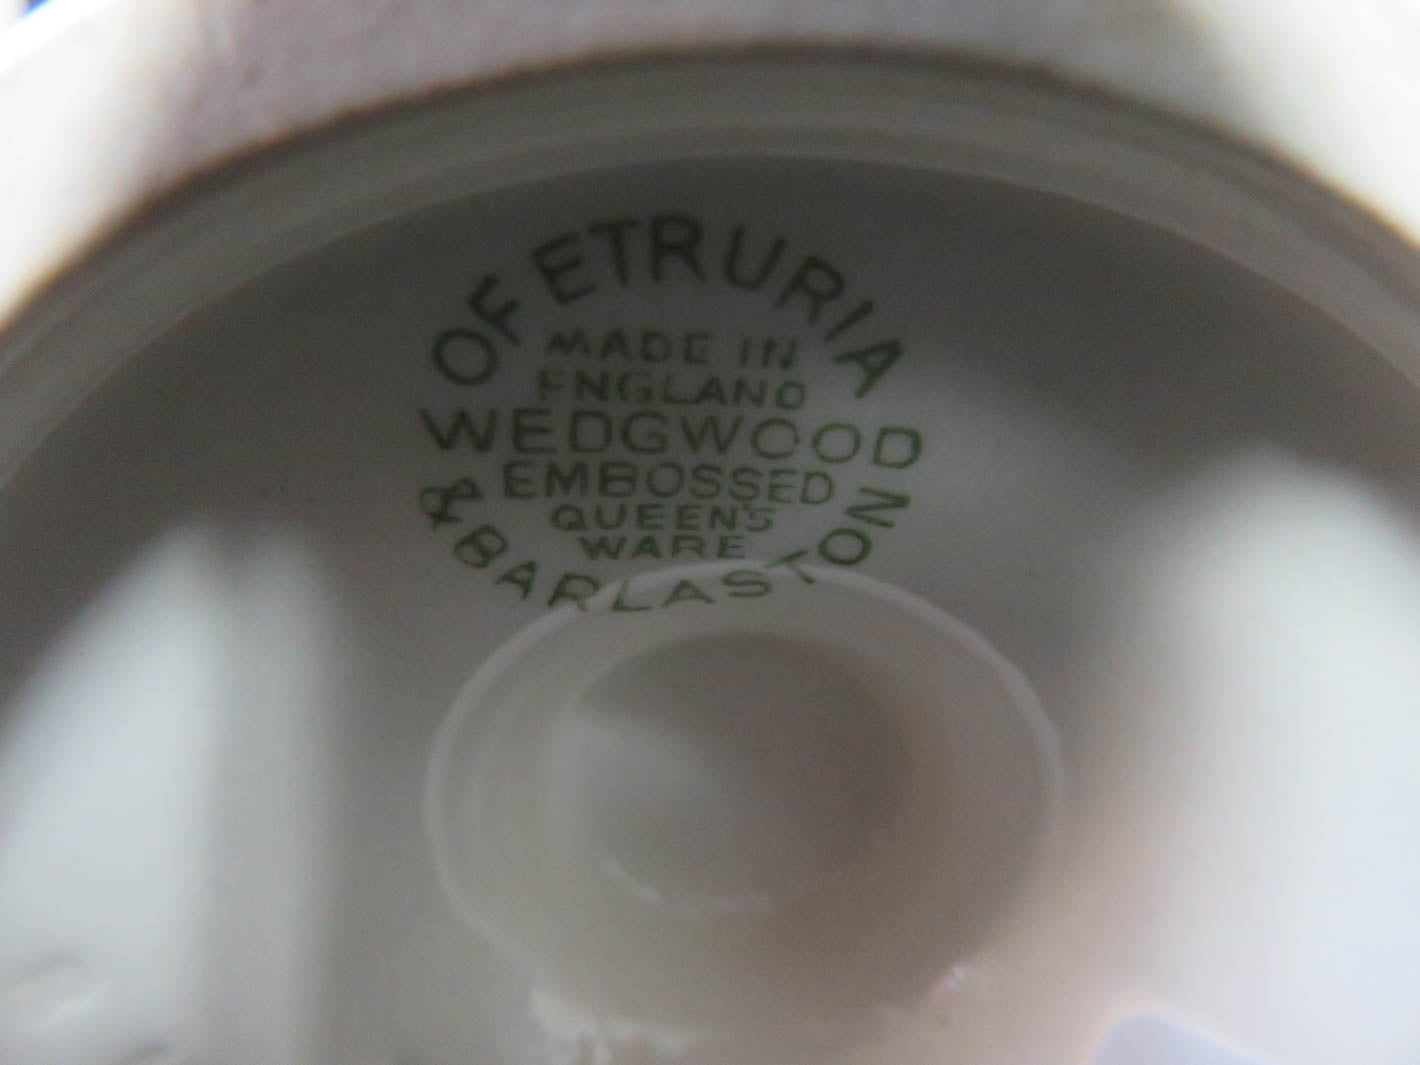 OF ETRURIA
MADE IN
ENGLAND
WEDGWOOD
EMBOSSED
QUEEN'S
WARE
& BARLASTON